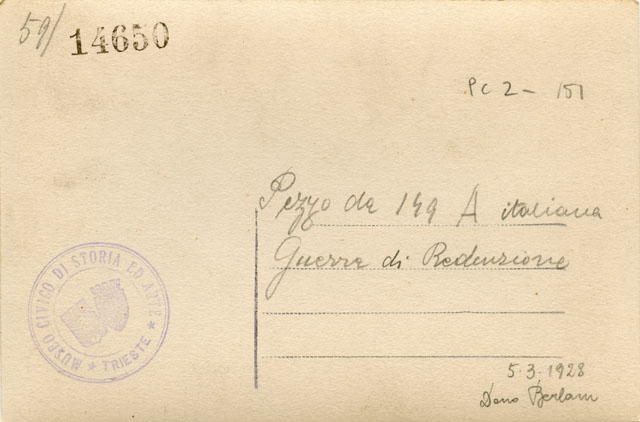 59/ 14650
PC 2 - 151
Pezzo da 149 A italiana
Guerra di Redenzione
MUSEO CIVICO DI STORIA ED ARTE
★ TRIESTE ★
5.3.1928
Dono Berlam